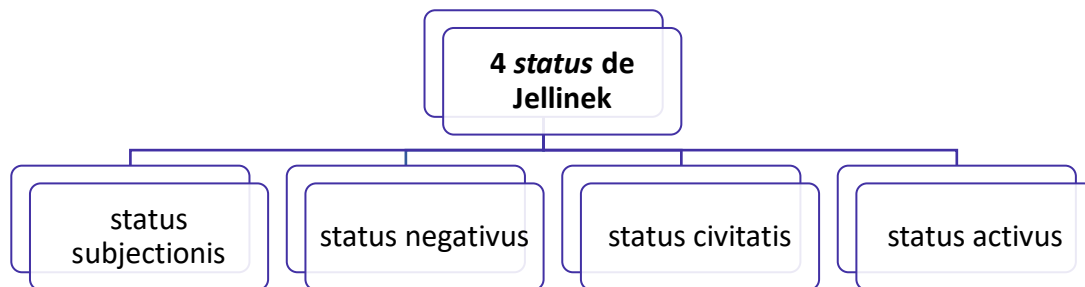 4 status de
Jellinek
status
subjectionis
status negativus
status civitatis
status activus